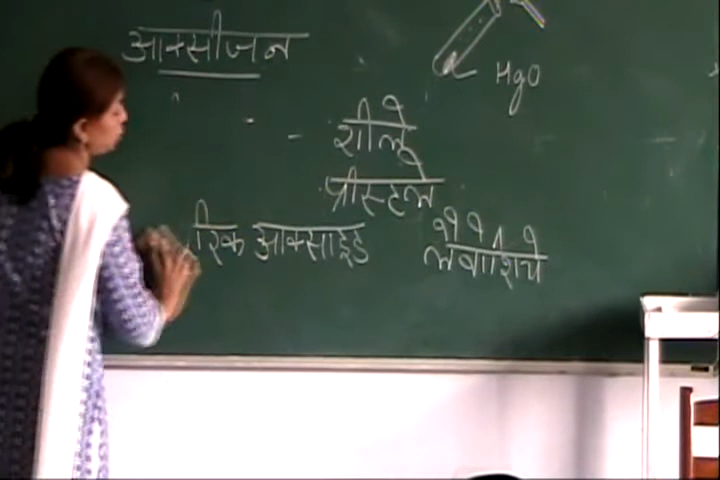 आक्सीजन
HgO
शीले
प्रीस्टले
रिक आक्साइड
लेवोशिये